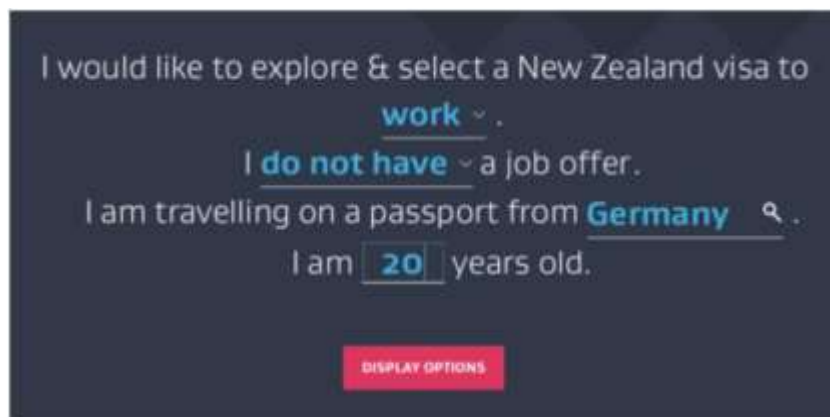 I would like to explore & select a New Zealand visa to
work .
I do not have a job offer.
I am travelling on a passport from Germany .
I am 20 years old.
DISPLAY OPTIONS